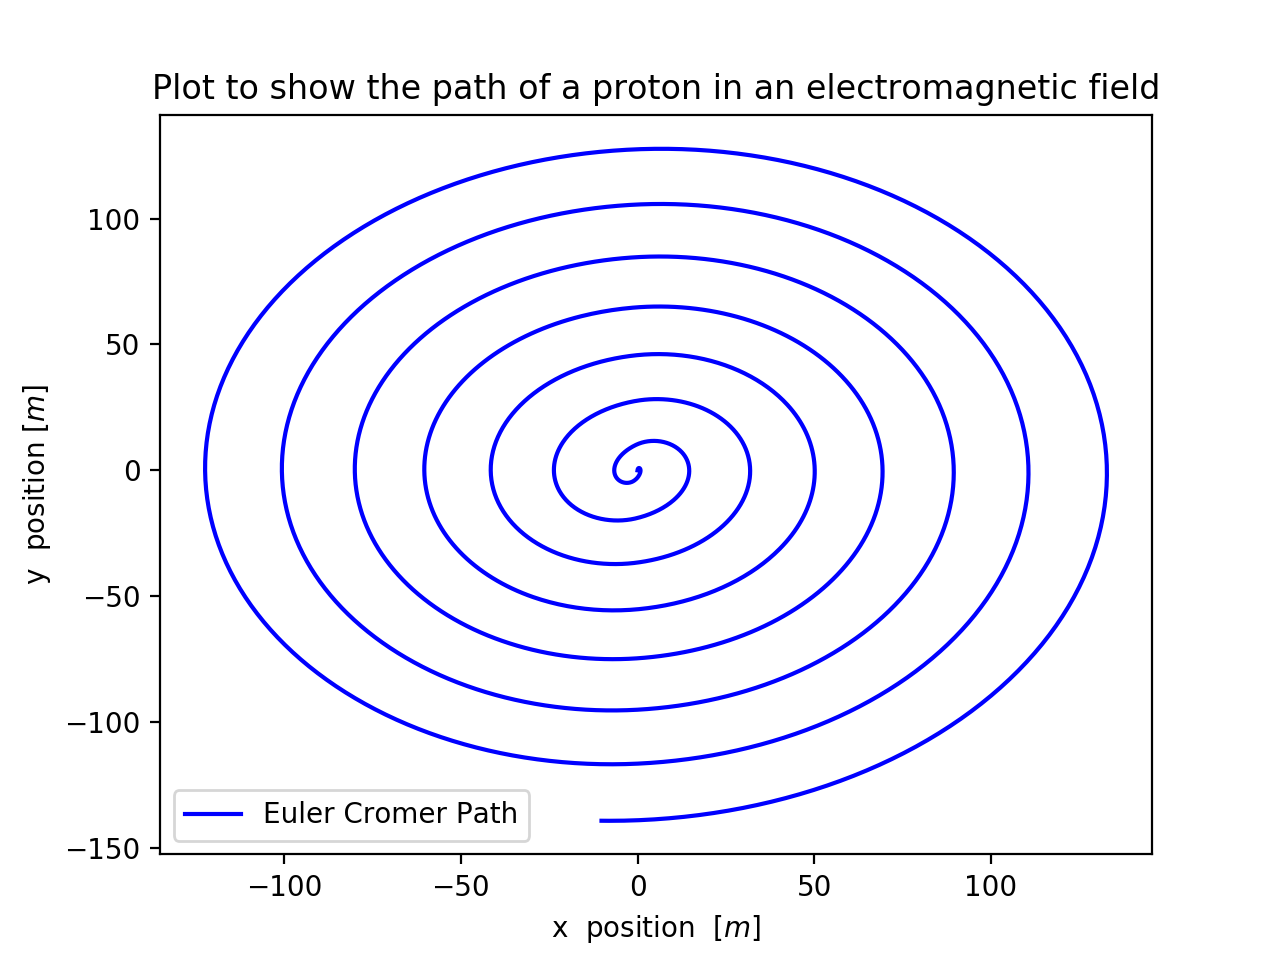 Plot to show the path of a proton in an electromagnetic field
y position [m]
100
50
0
−50
−100
−150
Euler Cromer Path
−100 −50 0 50 100
x position [m]